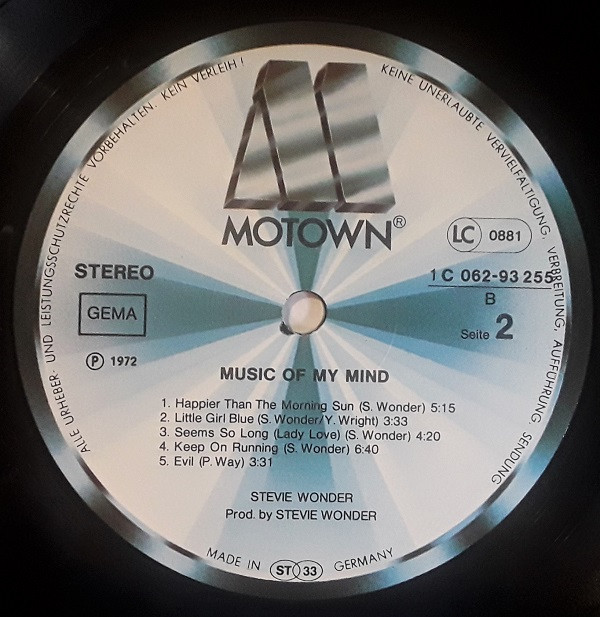 ALLE URHEBER- UND LEISTUNGSSCHUTZRECHTE VORBEHALTEN. KEIN VERLEIH! KEINE UNERLAUBTE VERVIELFÄLTIGUNG, VERBREITUNG, AUFFÜHRUNG, SENDUNG
MOTOWN®
LC 0881
STEREO
1 C 062-93 255
GEMA
B
Seite 2
Ⓟ 1972
MUSIC OF MY MIND
1. Happier Than The Morning Sun (S. Wonder) 5:15
2. Little Girl Blue (S. Wonder/Y. Wright) 3:33
3. Seems So Long (Lady Love) (S. Wonder) 4:20
4. Keep On Running (S. Wonder) 6:40
5. Evil (P. Way) 3:31
STEVIE WONDER
Prod. by STEVIE WONDER
MADE IN ST 33 GERMANY